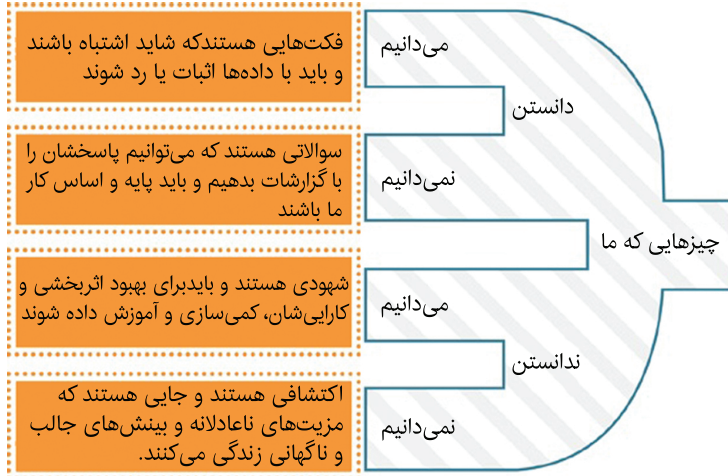 چیزهایی که ما
دانستن
می‌دانیم
فکت‌هایی هستندکه شاید اشتباه باشند
و باید با داده‌ها اثبات یا رد شوند
نمی‌دانیم
سوالاتی هستند که می‌توانیم پاسخشان را
با گزارشات بدهیم و باید پایه و اساس کار
ما باشند
ندانستن
می‌دانیم
شهودی هستند و بایدبرای بهبود اثربخشی و
کارایی‌شان، کمی‌سازی و آموزش داده شوند
نمی‌دانیم
اکتشافی هستند و جایی هستند که
مزیت‌های ناعادلانه و بینش‌های جالب
و ناگهانی زندگی می‌کنند.